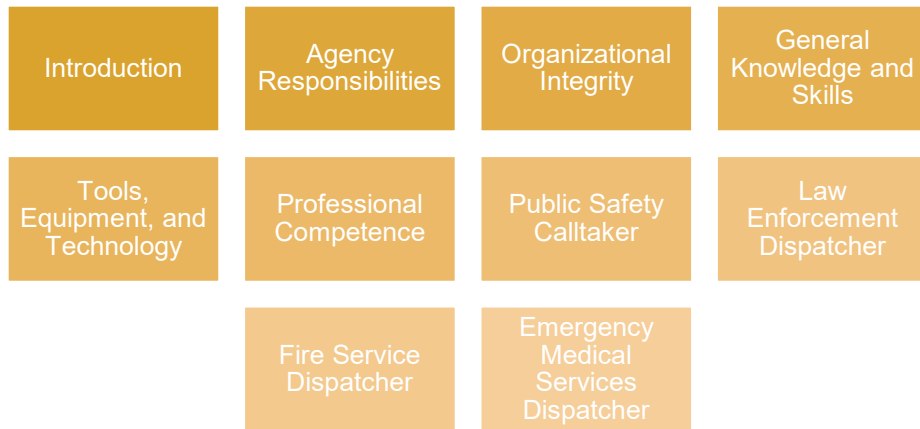 Introduction
Agency
Responsibilities
Organizational
Integrity
General
Knowledge and
Skills
Tools,
Equipment, and
Technology
Professional
Competence
Public Safety
Calltaker
Law
Enforcement
Dispatcher
Fire Service
Dispatcher
Emergency
Medical
Services
Dispatcher